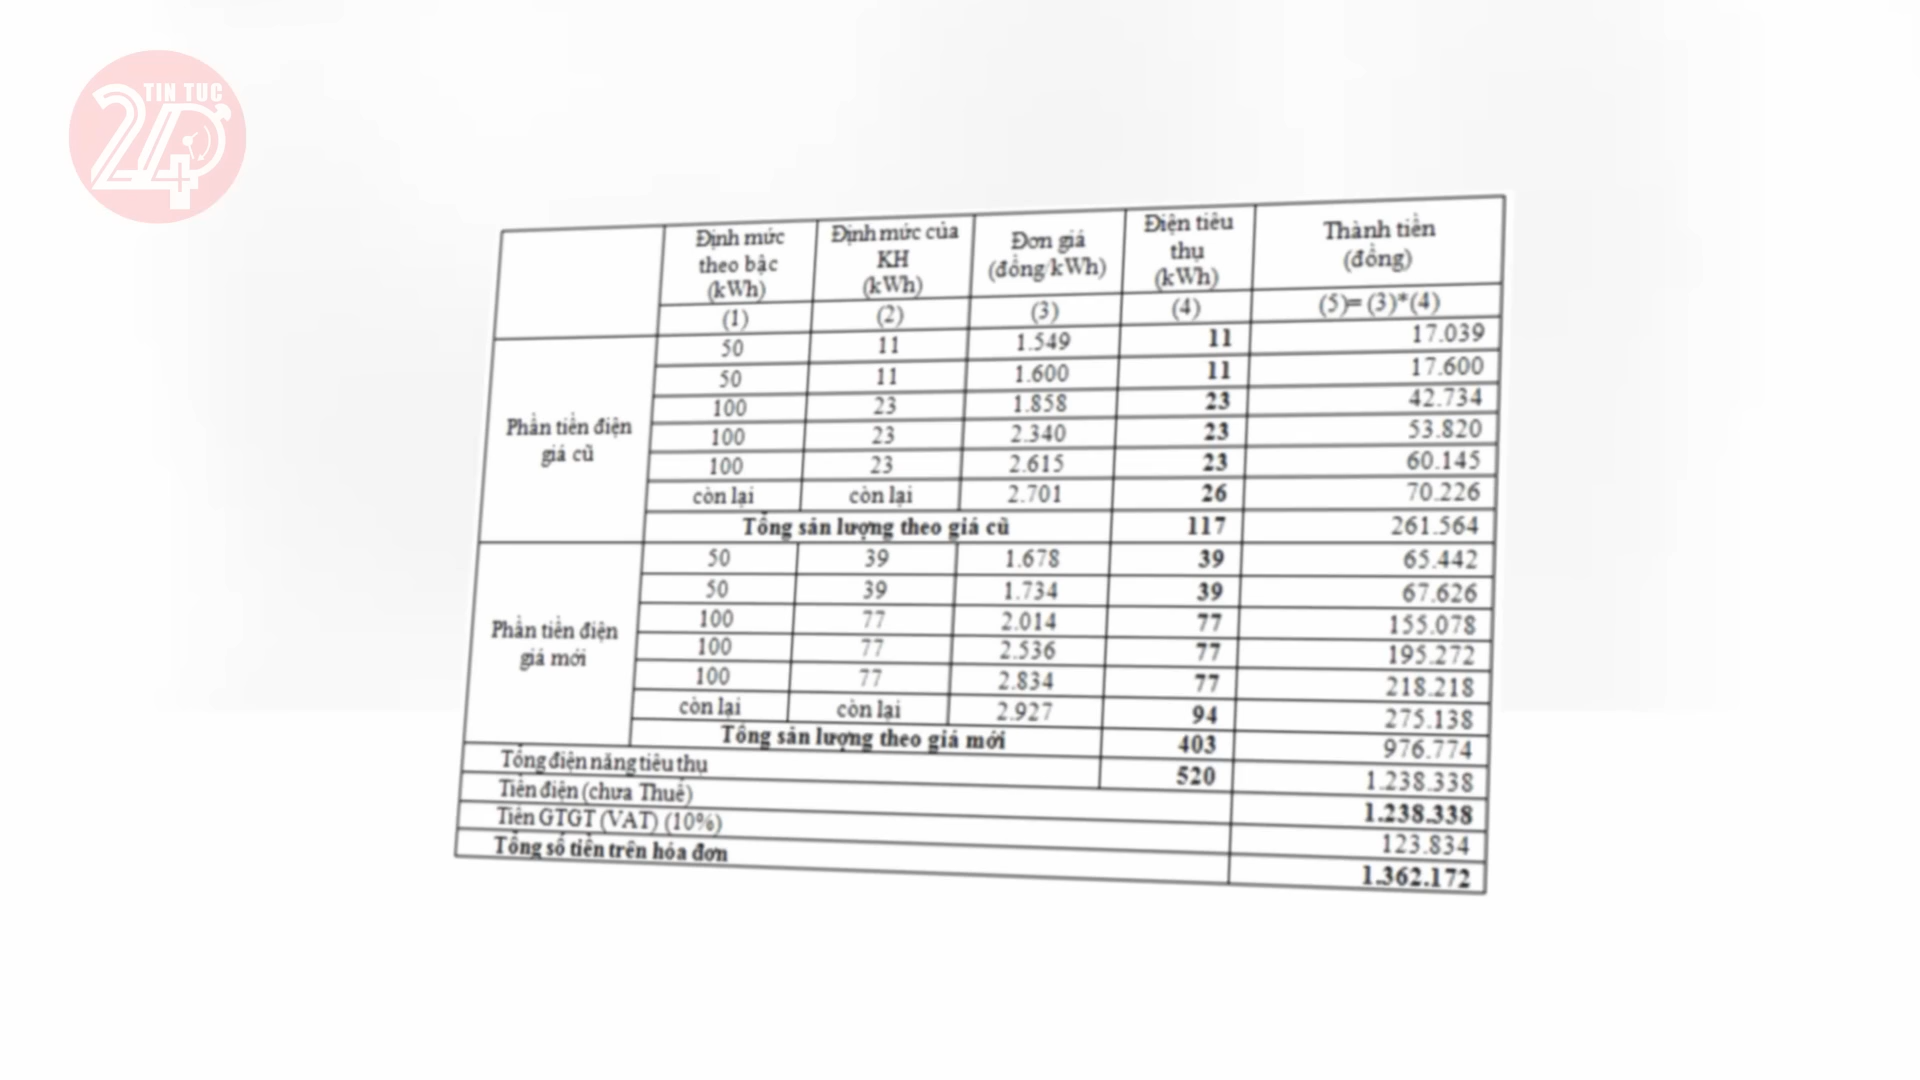 TIN TUC
24
Định mức theo bậc (kWh) Định mức của KH (kWh) Đơn giá (đồng/kWh) Điện tiêu thụ (kWh) Thành tiền (đồng)
(1) (2) (3) (4) (5)= (3)*(4)
Phần tiền điện giá cũ
50 11 1.549 11 17.039
50 11 1.600 11 17.600
100 23 1.858 23 42.734
100 23 2.340 23 53.820
100 23 2.615 23 60.145
còn lại còn lại 2.701 26 70.226
Tổng sản lượng theo giá cũ 117 261.564
Phần tiền điện giá mới
50 39 1.678 39 65.442
50 39 1.734 39 67.626
100 77 2.014 77 155.078
100 77 2.536 77 195.272
100 77 2.834 77 218.218
còn lại còn lại 2.927 94 275.138
Tổng sản lượng theo giá mới 403 976.774
Tổng điện năng tiêu thụ 520 1.238.338
Tiền điện (chưa Thuế) 1.238.338
Tiền GTGT (VAT) (10%) 123.834
Tổng số tiền trên hóa đơn 1.362.172